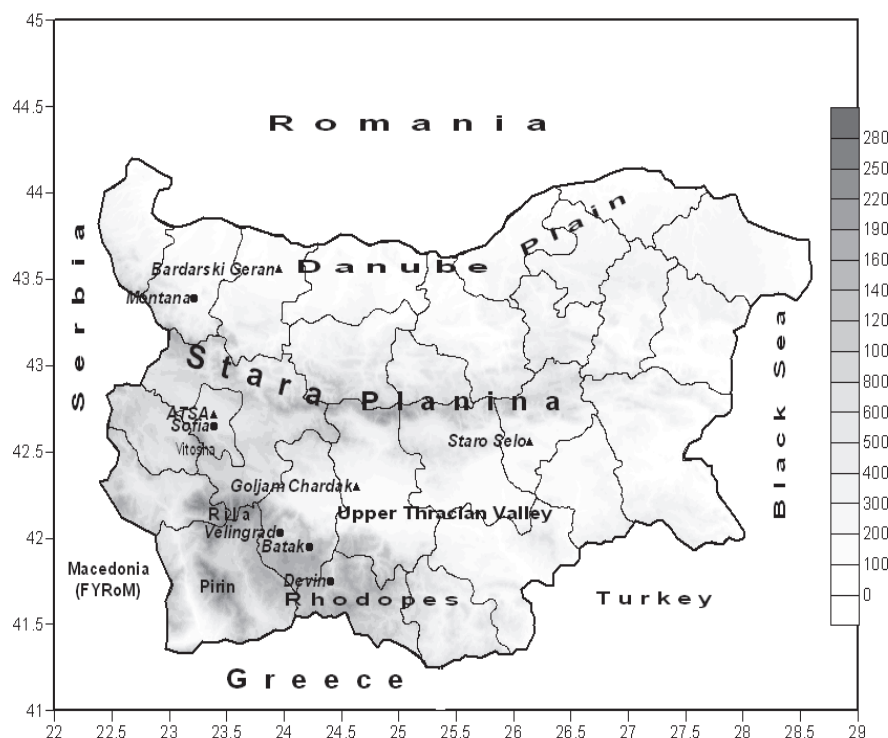 45
44.5
44
43.5
43
42.5
42
41.5
41
22
22.5
23
23.5
24
24.5
25
25.5
26
26.5
27
27.5
28
28.5
29
Romania
Serbia
Danube Plain
Bardarski Geran
Montana
Stara Planina
ATSA
Sofia
Vitosha
Staro Selo
Goljam Chardak
Rila
Upper Thracian Valley
Velingrad
Batak
Macedonia
(FYRoM)
Pirin
Devin
Rhodopes
Turkey
Black Sea
Greece
280
250
220
190
160
140
120
100
800
600
500
400
300
200
100
0